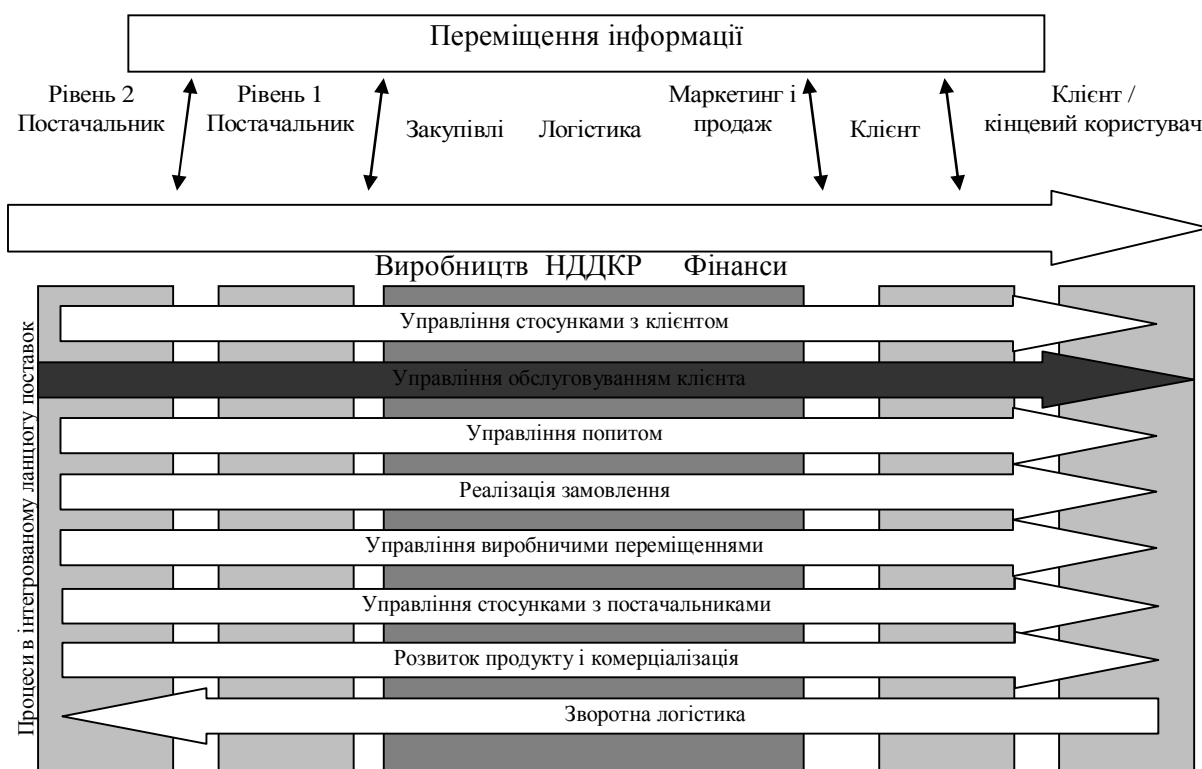 Переміщення інформації
Рівень 2
Постачальник
Рівень 1
Постачальник
Закупівлі
Логістика
Маркетинг і
продаж
Клієнт
Клієнт /
кінцевий користувач
Виробництв НДДКР Фінанси
Процеси в інтегрованому ланцюгу поставок
Управління стосунками з клієнтом
Управління обслуговуванням клієнта
Управління попитом
Реалізація замовлення
Управління виробничими переміщеннями
Управління стосунками з постачальниками
Розвиток продукту і комерціалізація
Зворотна логістика